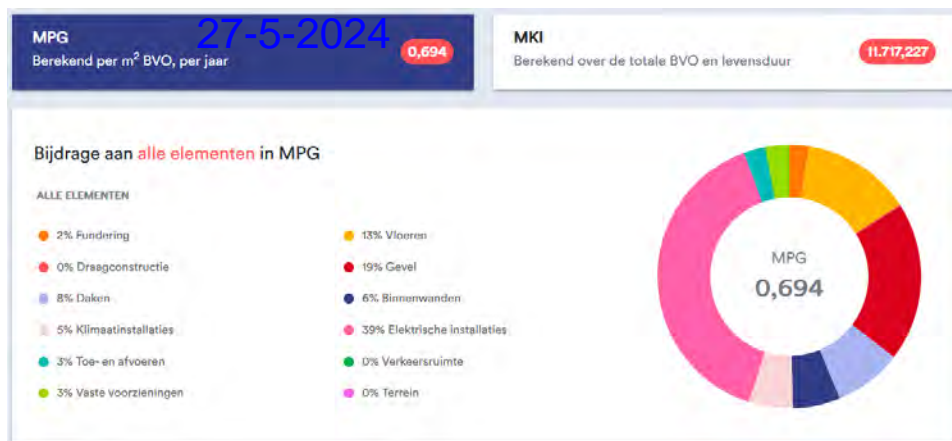 MPG
27-5-2024
Berekend per m² BVO, per jaar
0,694
MKI
Berekend over de totale BVO en levensduur
11.717,227
Bijdrage aan alle elementen in MPG
ALLE ELEMENTEN
2% Fundering
13% Vloeren
0% Draagconstructie
19% Gevel
8% Daken
6% Binnenwanden
5% Klimaatinstallaties
39% Elektrische installaties
3% Toe- en afvoeren
0% Verkeersruimte
3% Vaste voorzieningen
0% Terrein
MPG
0,694